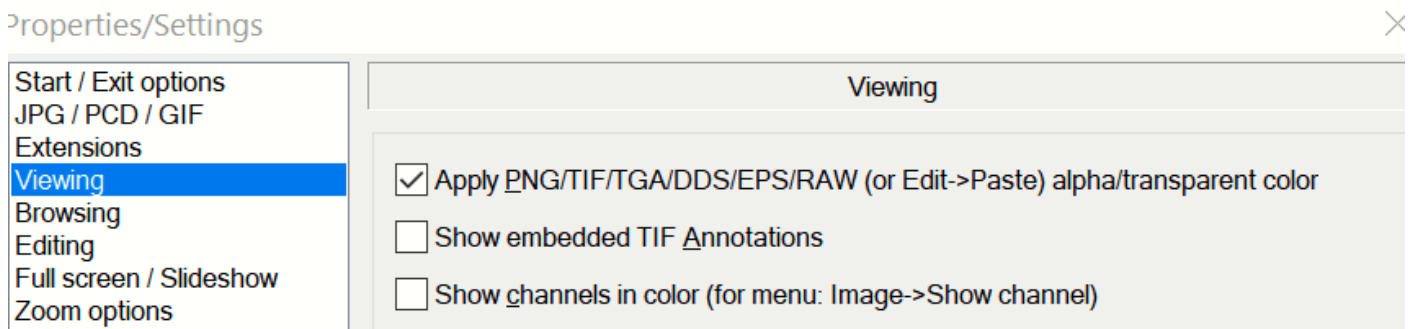 Properties/Settings
Start / Exit options
JPG / PCD / GIF
Extensions
Viewing
Browsing
Editing
Full screen / Slideshow
Zoom options
Viewing
Apply PNG/TIF/TGA/DDS/EPS/RAW (or Edit->Paste) alpha/transparent color
Show embedded TIF Annotations
Show channels in color (for menu: Image->Show channel)